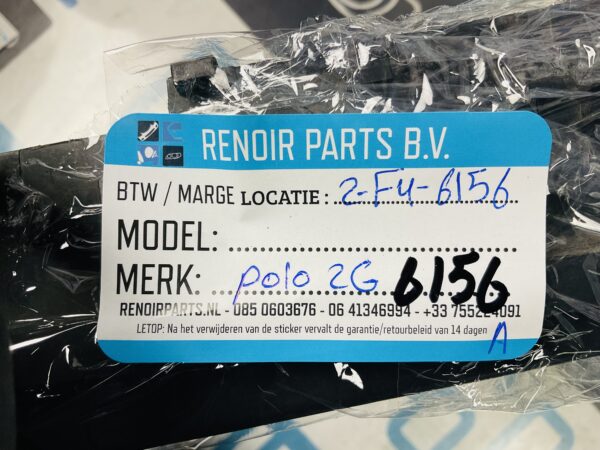 RENOIR PARTS B.V.
BTW / MARGE LOCATIE : 2-F4-6156
MODEL:
MERK: polo 2G 6156
RENOIRPARTS.NL - 085 0603676 - 06 41346994 - +33 755224091
LETOP: Na het verwijderen van de sticker vervalt de garantie/retourbeleid van 14 dagen
A